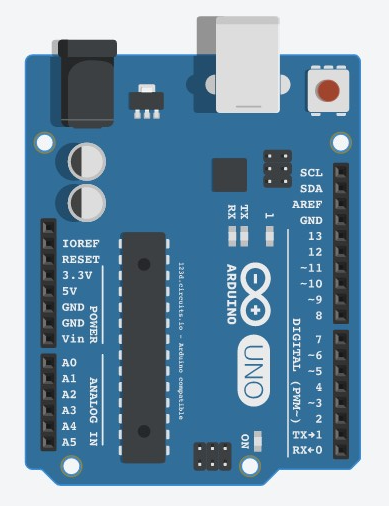 SCL
SDA
AREF
GND
13
12
~11
~10
~9
8
7
~6
~5
4
~3
2
TX→1
RX←0
IOREF
RESET
3.3V
5V
GND
GND
Vin
POWER
A0
A1
A2
A3
A4
A5
ANALOG IN
123d.circuits.io - Arduino compatible
RX
TX
1
ARDUINO
UNO
DIGITAL (PWM~)
ON